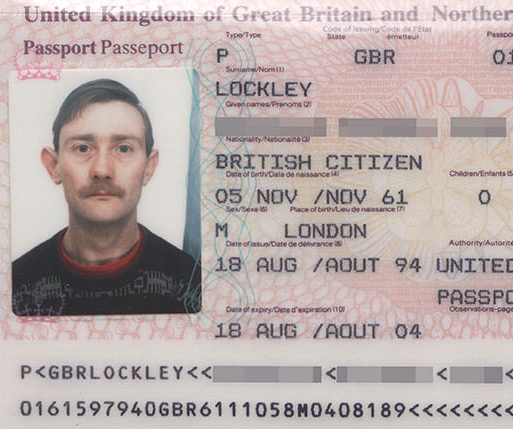 United Kingdom of Great Britain and Norther
Passport Passeport
Type/Type
Code of Issuing/Code de l'Etat
State émetteur
Passpo
P GBR 01
Surname/Nom (1)
LOCKLEY
Given names/Prénoms (2)
Nationality/Nationalité (3)
BRITISH CITIZEN
Date of birth/Date de naissance (4)
Children/Enfants (5
05 NOV /NOV 61 0
Sex/Sexe (6) Place of birth/Lieu de naissance (7)
M LONDON
Date of issue/Date de délivrance (8)
Authority/Autorité
18 AUG /AOUT 94 UNITED
PASSPO
Date of expiry/Date d'expiration (10)
Observations-page
18 AUG /AOUT 04
P<GBRLOCKLEY<< < < <
0161597940GBR6111058M0408189<<<<<<<